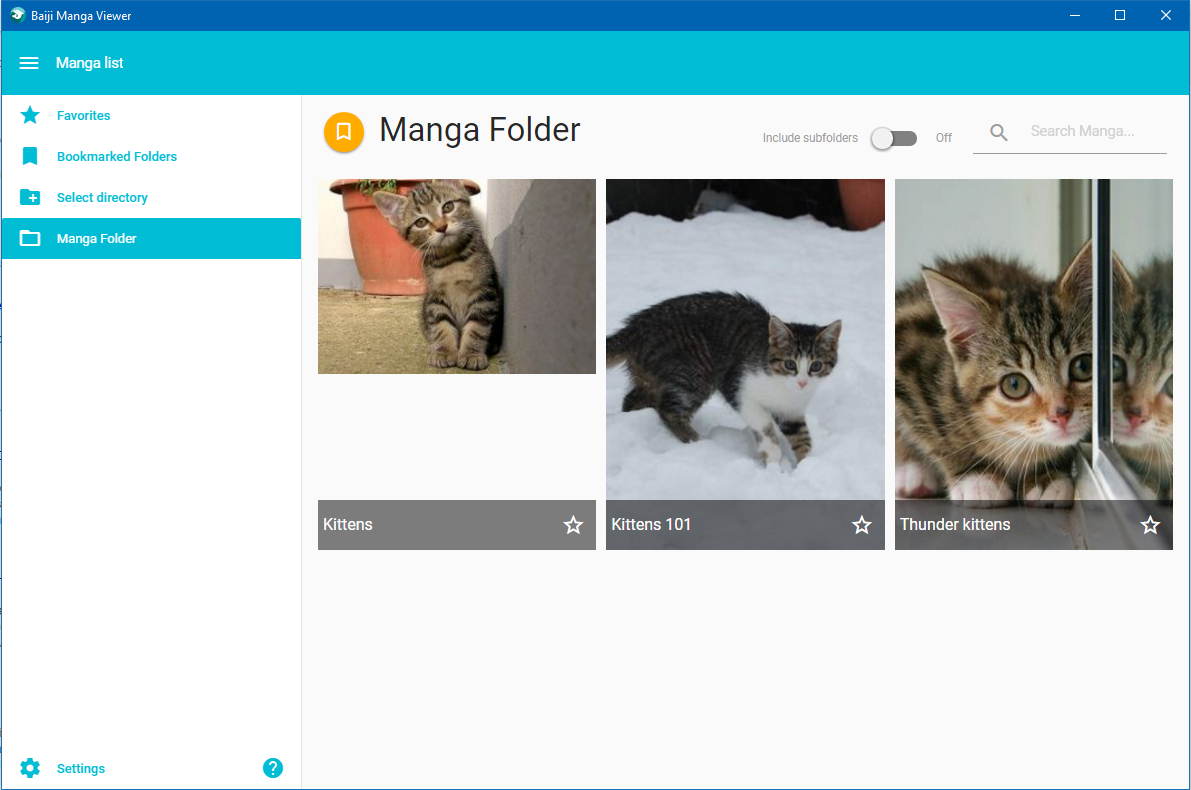 Baiji Manga Viewer
Manga list
Favorites
Bookmarked Folders
Select directory
Manga Folder
Settings
Manga Folder
Include subfolders Off
Search Manga...
Kittens
Kittens 101
Thunder kittens